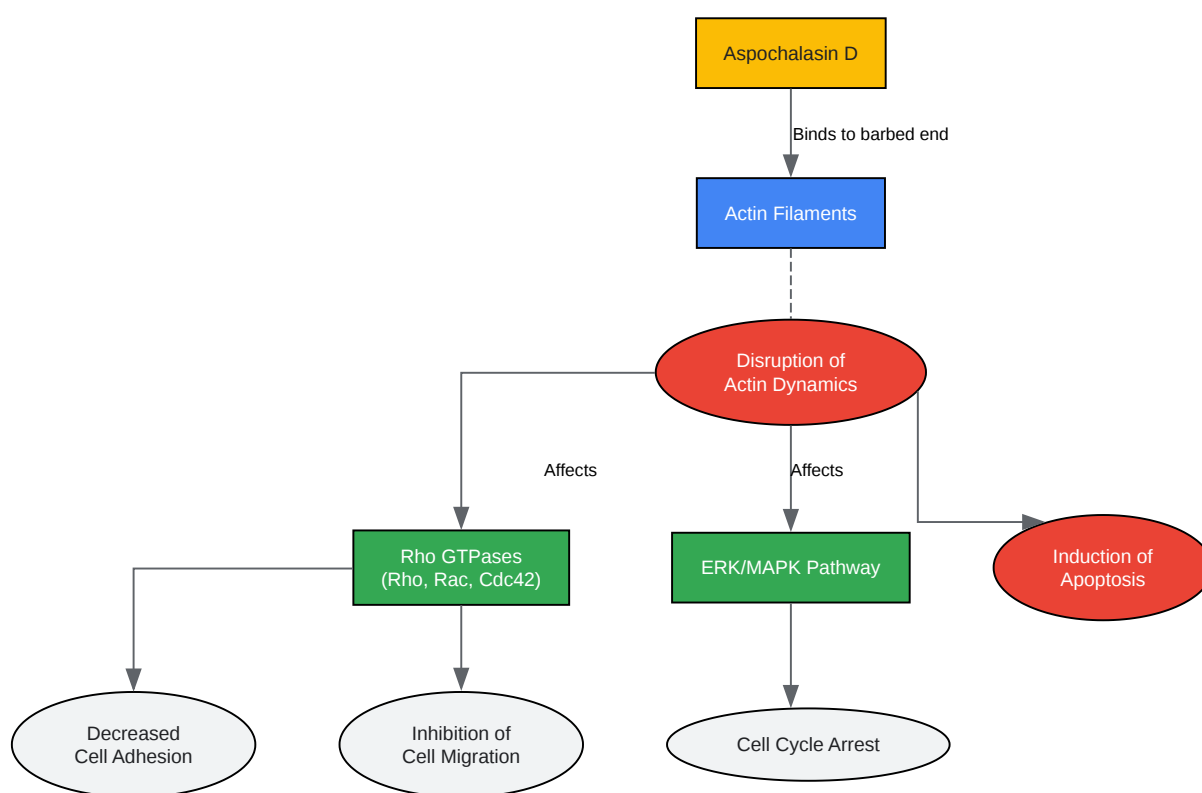 Aspochalasin D
Binds to barbed end
Actin Filaments
Disruption of
Actin Dynamics
Affects
Affects
Rho GTPases
(Rho, Rac, Cdc42)
ERK/MAPK Pathway
Induction of
Apoptosis
Decreased
Cell Adhesion
Inhibition of
Cell Migration
Cell Cycle Arrest